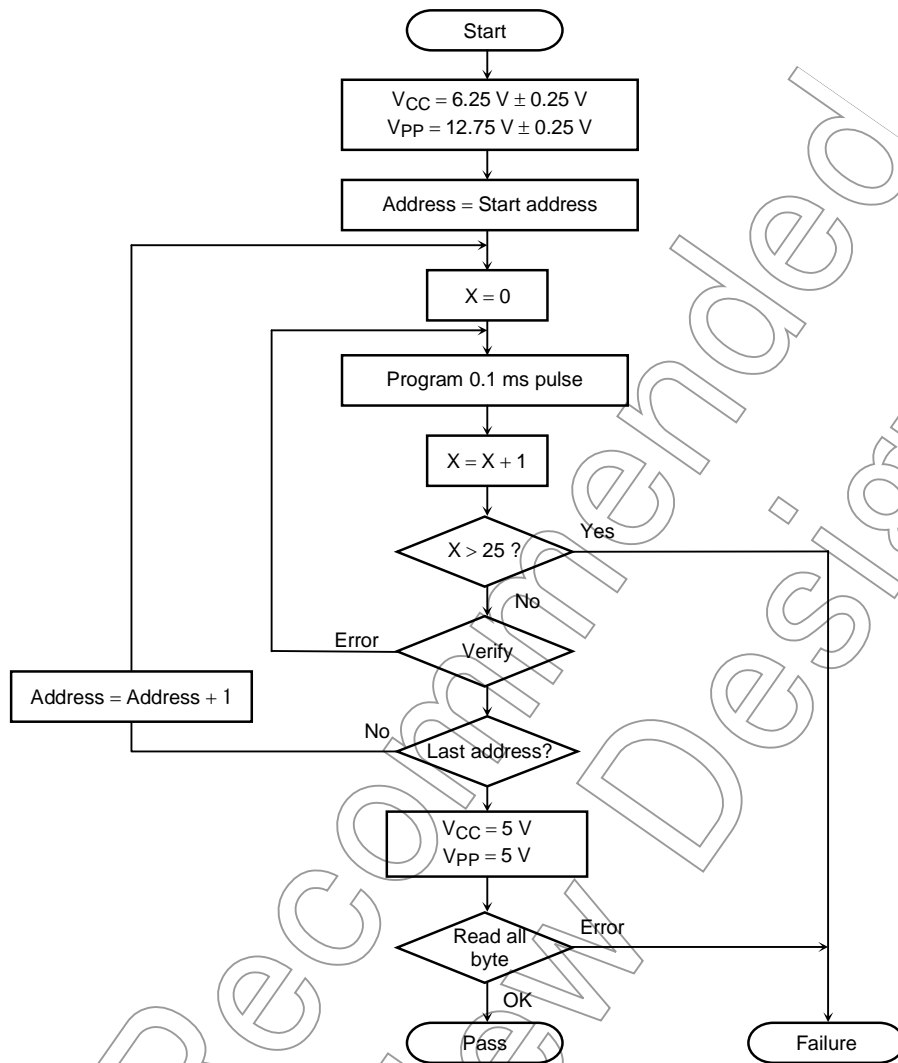 Start
VCC = 6.25 V ± 0.25 V
VPP = 12.75 V ± 0.25 V
Address = Start address
X = 0
Program 0.1 ms pulse
X = X + 1
X > 25 ?
Yes
No
Verify
Error
Address = Address + 1
No
Last address?
VCC = 5 V
VPP = 5 V
Read all
byte
Error
OK
Pass
Failure
Recommended
Design